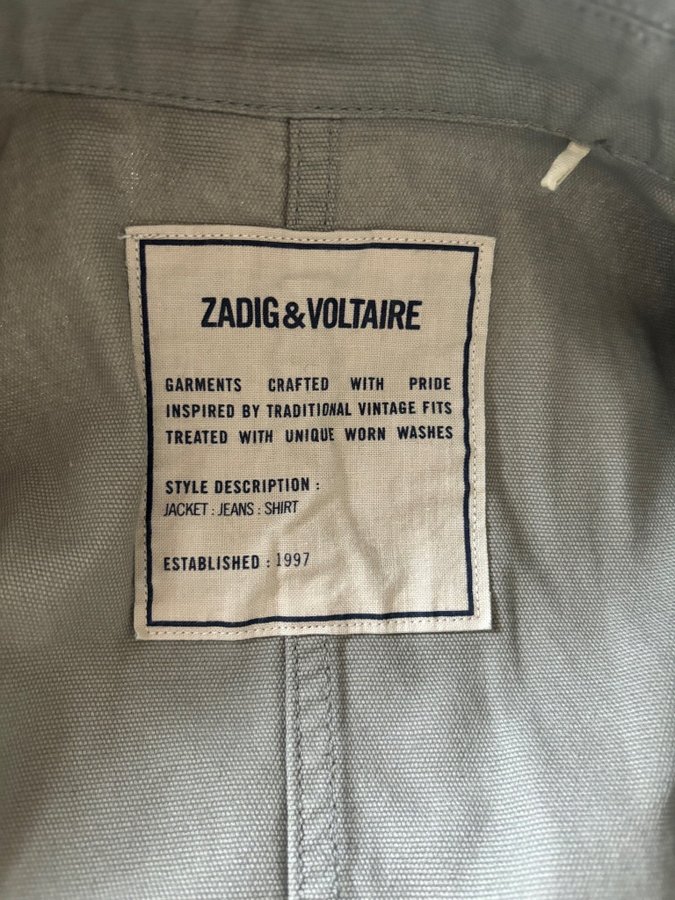 ZADIG&VOLTAIRE
GARMENTS CRAFTED WITH PRIDE
INSPIRED BY TRADITIONAL VINTAGE FITS
TREATED WITH UNIQUE WORN WASHES
STYLE DESCRIPTION :
JACKET : JEANS : SHIRT
ESTABLISHED : 1997